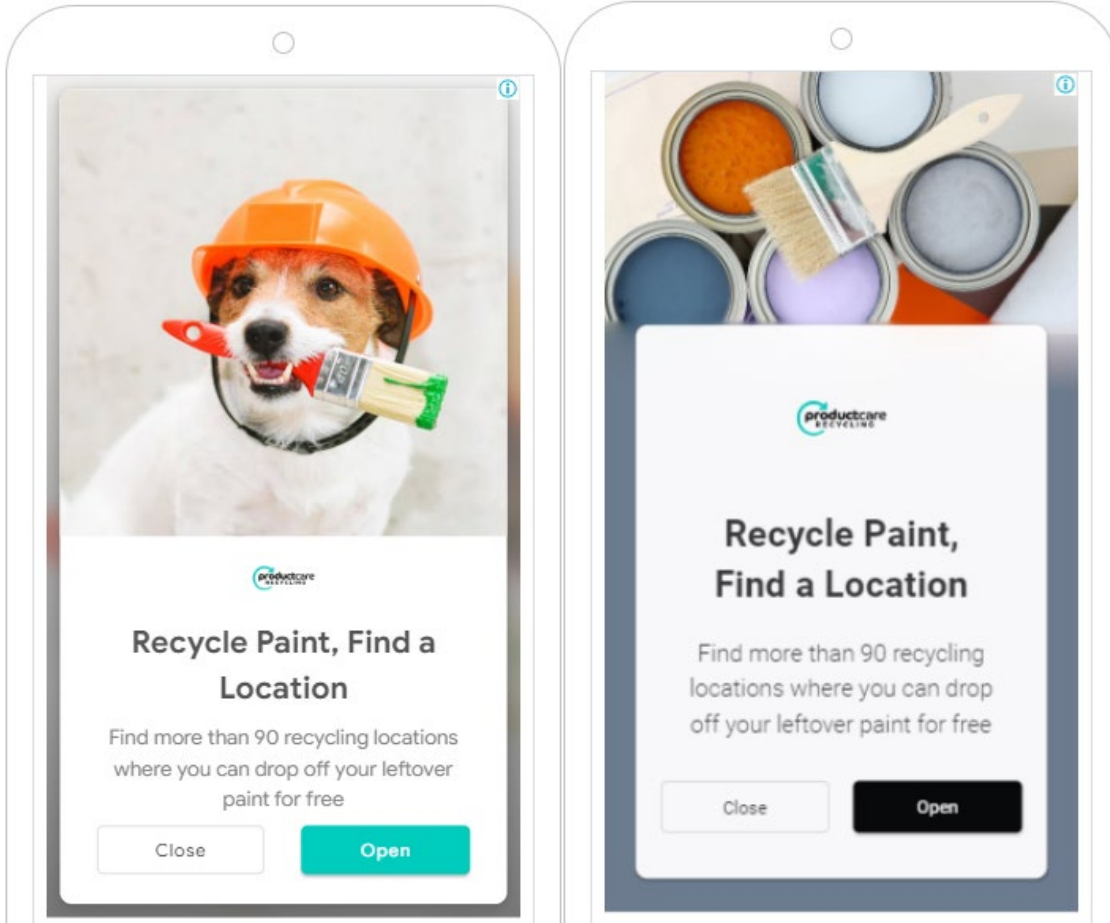 productcare
RECYCLING
Recycle Paint, Find a
Location
Find more than 90 recycling locations
where you can drop off your leftover
paint for free
Close
Open
productcare
RECYCLING
Recycle Paint,
Find a Location
Find more than 90 recycling
locations where you can drop
off your leftover paint for free
Close
Open